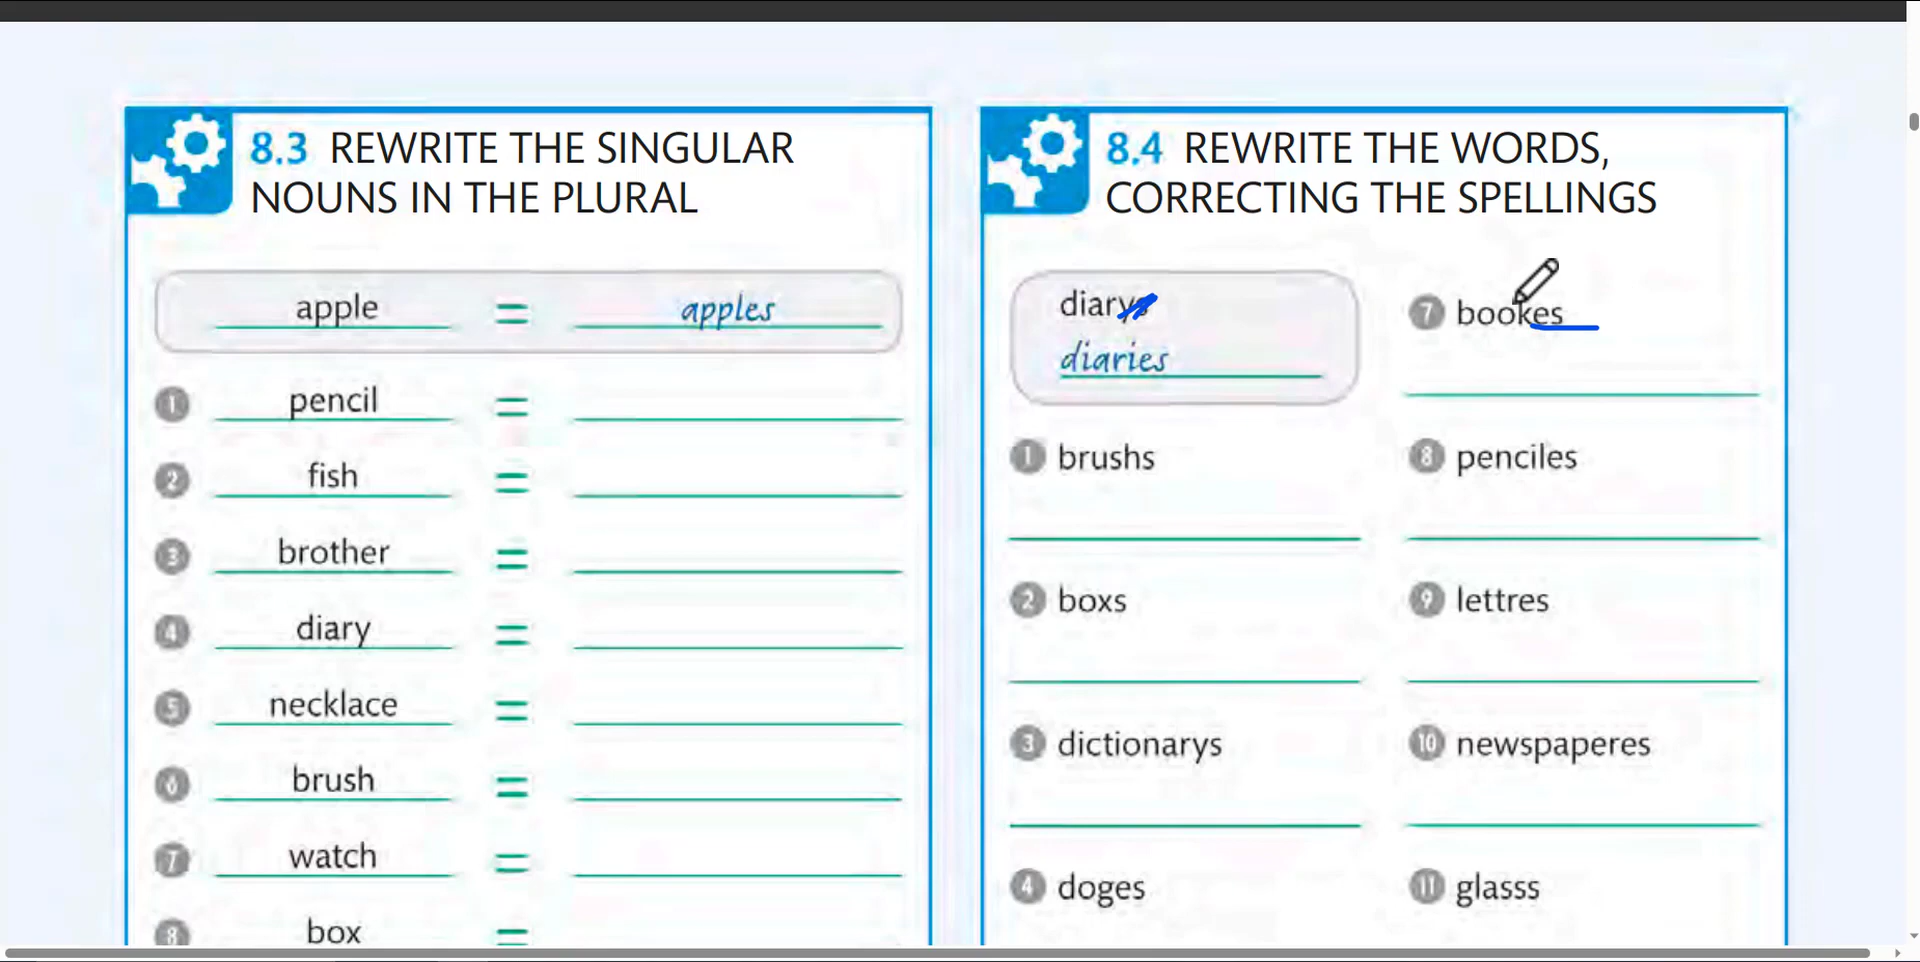 8.3 REWRITE THE SINGULAR
NOUNS IN THE PLURAL
apple = apples
1 pencil =
2 fish =
3 brother =
4 diary =
5 necklace =
6 brush =
7 watch =
8 box =
8.4 REWRITE THE WORDS,
CORRECTING THE SPELLINGS
diarys
diaries
1 brushs
2 boxs
3 dictionarys
4 doges
7 bookes
8 penciles
9 lettres
10 newspaperes
11 glasss